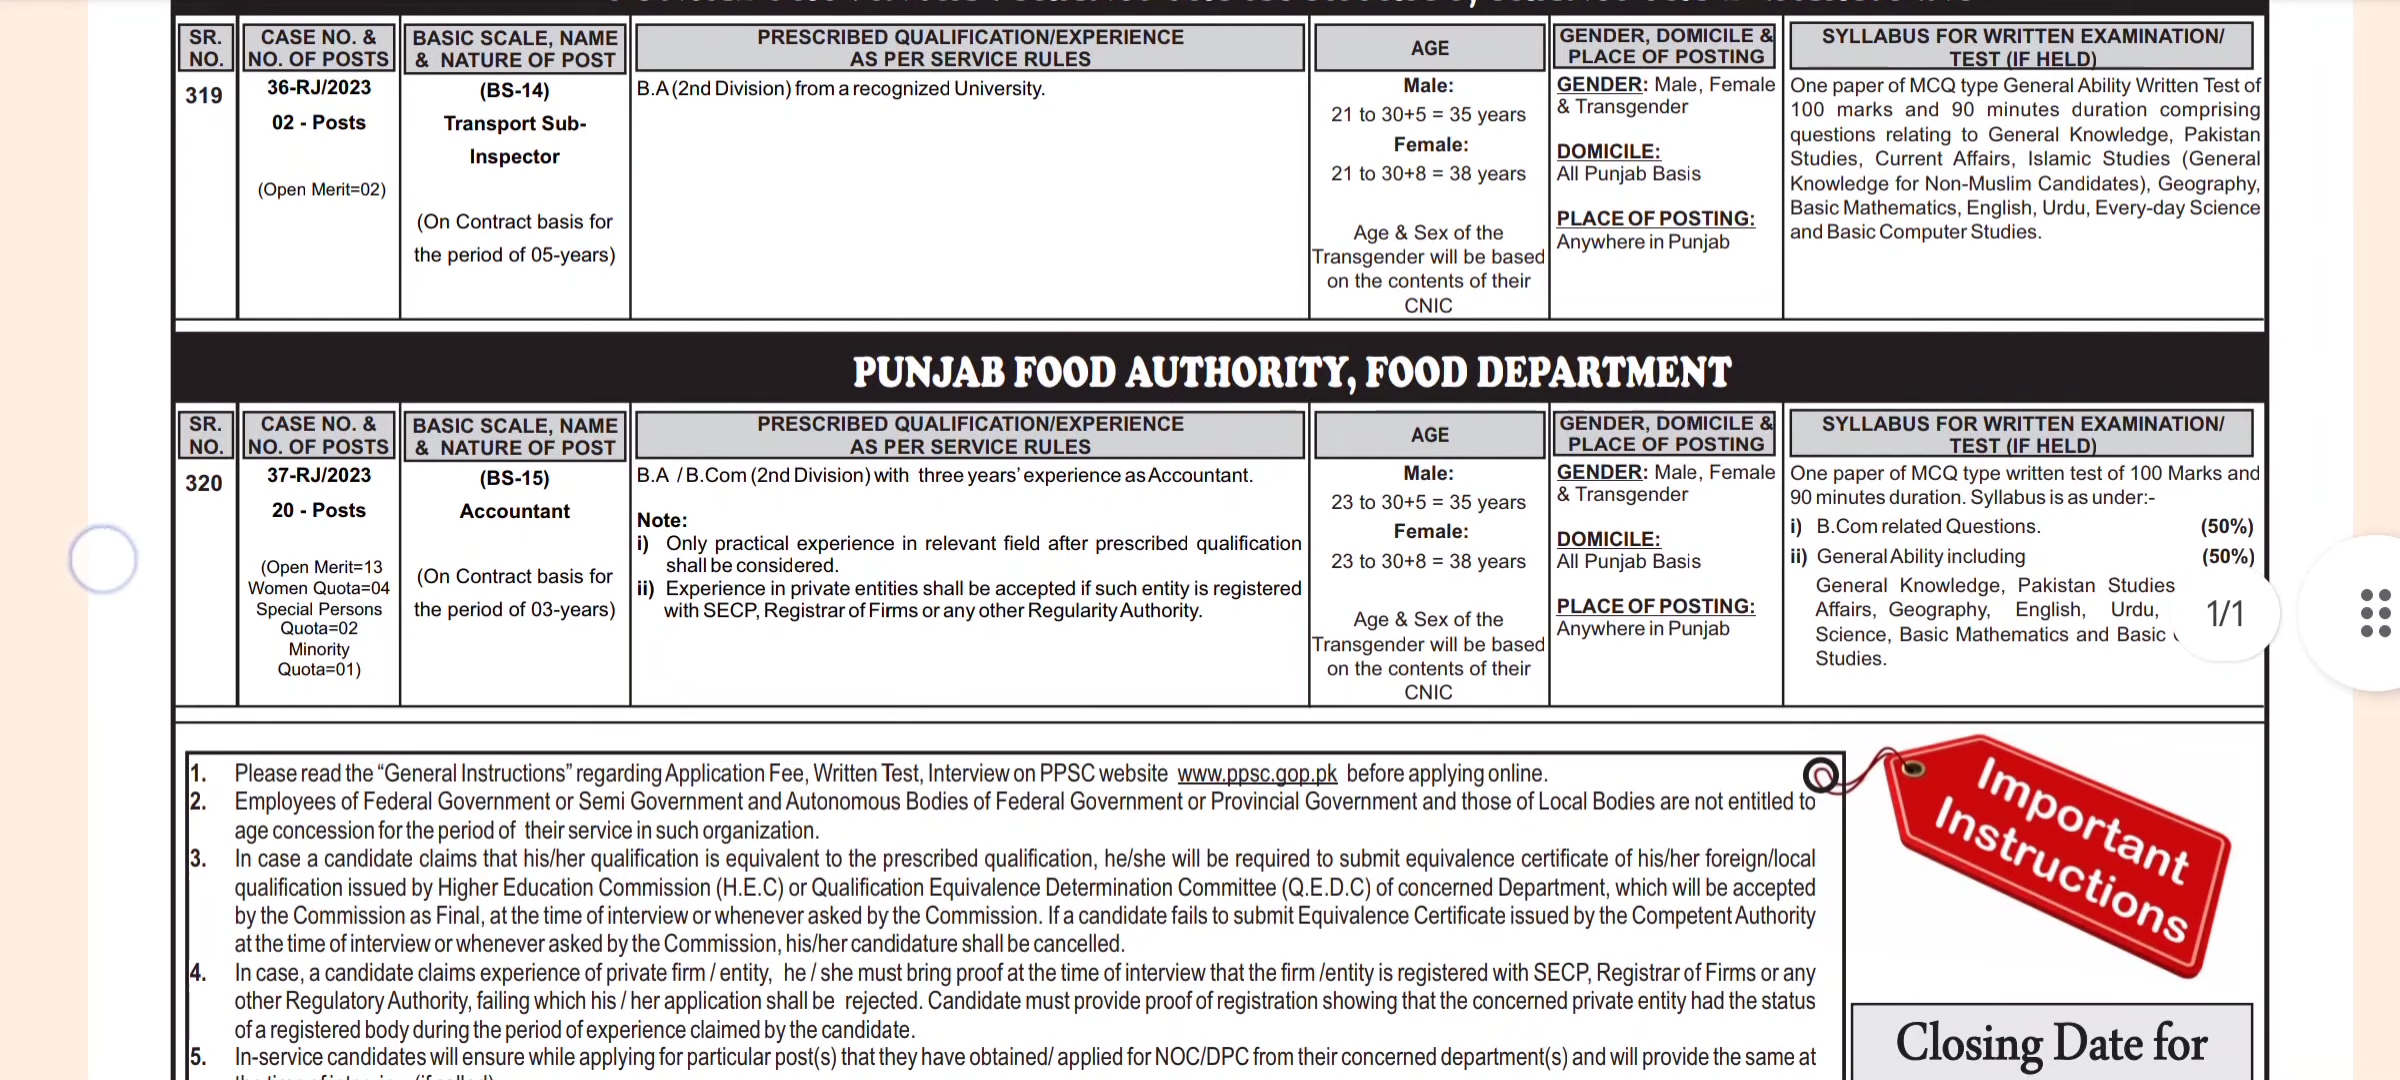 SR. NO.
CASE NO. & NO. OF POSTS
BASIC SCALE, NAME & NATURE OF POST
PRESCRIBED QUALIFICATION/EXPERIENCE AS PER SERVICE RULES
AGE
GENDER, DOMICILE & PLACE OF POSTING
SYLLABUS FOR WRITTEN EXAMINATION/ TEST (IF HELD)
319
36-RJ/2023
02 - Posts
(Open Merit=02)
(BS-14)
Transport Sub-
Inspector
(On Contract basis for
the period of 05-years)
B.A (2nd Division) from a recognized University.
Male:
21 to 30+5 = 35 years
Female:
21 to 30+8 = 38 years
Age & Sex of the
Transgender will be based
on the contents of their
CNIC
GENDER: Male, Female
& Transgender
DOMICILE:
All Punjab Basis
PLACE OF POSTING:
Anywhere in Punjab
One paper of MCQ type General Ability Written Test of
100 marks and 90 minutes duration comprising
questions relating to General Knowledge, Pakistan
Studies, Current Affairs, Islamic Studies (General
Knowledge for Non-Muslim Candidates), Geography,
Basic Mathematics, English, Urdu, Every-day Science
and Basic Computer Studies.
PUNJAB FOOD AUTHORITY, FOOD DEPARTMENT
SR. NO.
CASE NO. & NO. OF POSTS
BASIC SCALE, NAME & NATURE OF POST
PRESCRIBED QUALIFICATION/EXPERIENCE AS PER SERVICE RULES
AGE
GENDER, DOMICILE & PLACE OF POSTING
SYLLABUS FOR WRITTEN EXAMINATION/ TEST (IF HELD)
320
37-RJ/2023
20 - Posts
(Open Merit=13
Women Quota=04
Special Persons
Quota=02
Minority
Quota=01)
(BS-15)
Accountant
(On Contract basis for
the period of 03-years)
B.A / B.Com (2nd Division) with three years' experience as Accountant.
Note:
i) Only practical experience in relevant field after prescribed qualification
shall be considered.
ii) Experience in private entities shall be accepted if such entity is registered
with SECP, Registrar of Firms or any other Regularity Authority.
Male:
23 to 30+5 = 35 years
Female:
23 to 30+8 = 38 years
Age & Sex of the
Transgender will be based
on the contents of their
CNIC
GENDER: Male, Female
& Transgender
DOMICILE:
All Punjab Basis
PLACE OF POSTING:
Anywhere in Punjab
One paper of MCQ type written test of 100 Marks and
90 minutes duration. Syllabus is as under:-
i) B.Com related Questions. (50%)
ii) General Ability including (50%)
General Knowledge, Pakistan Studies
Affairs, Geography, English, Urdu,
Science, Basic Mathematics and Basic
Studies.
1/1
1. Please read the “General Instructions” regarding Application Fee, Written Test, Interview on PPSC website www.ppsc.gop.pk before applying online.
2. Employees of Federal Government or Semi Government and Autonomous Bodies of Federal Government or Provincial Government and those of Local Bodies are not entitled to
age concession for the period of their service in such organization.
3. In case a candidate claims that his/her qualification is equivalent to the prescribed qualification, he/she will be required to submit equivalence certificate of his/her foreign/local
qualification issued by Higher Education Commission (H.E.C) or Qualification Equivalence Determination Committee (Q.E.D.C) of concerned Department, which will be accepted
by the Commission as Final, at the time of interview or whenever asked by the Commission. If a candidate fails to submit Equivalence Certificate issued by the Competent Authority
at the time of interview or whenever asked by the Commission, his/her candidature shall be cancelled.
4. In case, a candidate claims experience of private firm / entity, he / she must bring proof at the time of interview that the firm /entity is registered with SECP, Registrar of Firms or any
other Regulatory Authority, failing which his / her application shall be rejected. Candidate must provide proof of registration showing that the concerned private entity had the status
of a registered body during the period of experience claimed by the candidate.
5. In-service candidates will ensure while applying for particular post(s) that they have obtained/ applied for NOC/DPC from their concerned department(s) and will provide the same at
Important
Instructions
Closing Date for